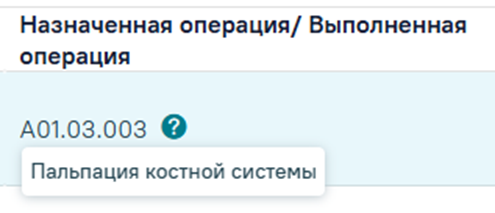 Назначенная операция/ Выполненная
операция
A01.03.003 ?
Пальпация костной системы